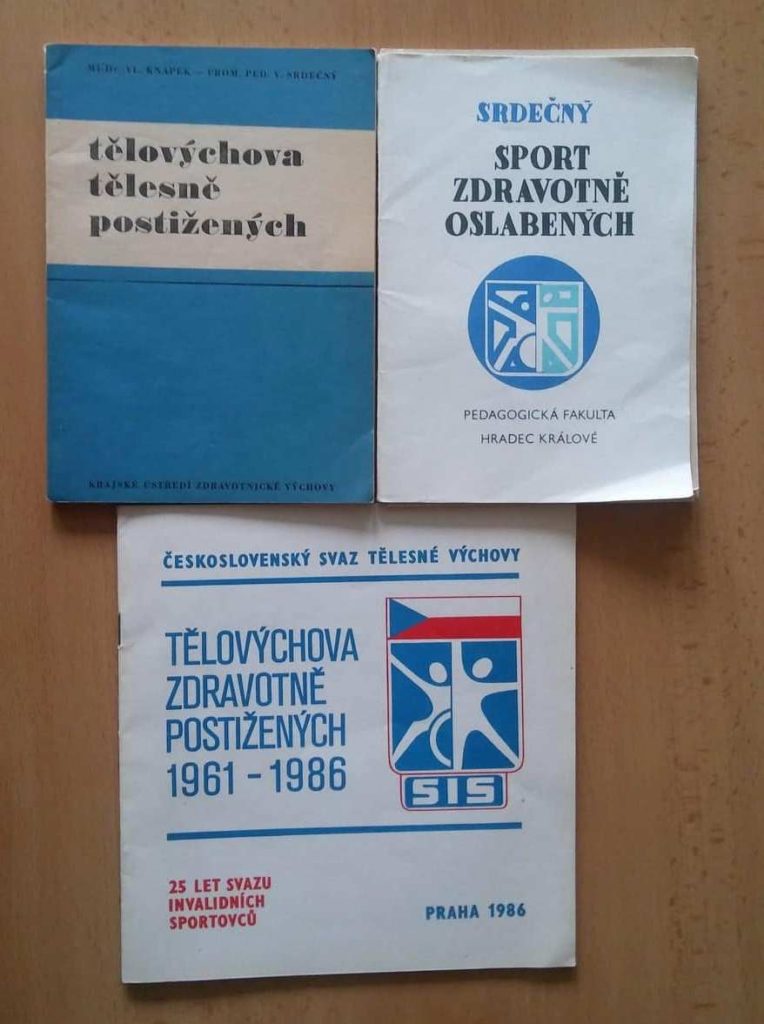 MUDr. VL. KNAPEK — PROM. PED. V. SRDEČNÝ
tělovýchova
tělesně
postižených
KRAJSKÉ ÚSTŘEDÍ ZDRAVOTNICKÉ VÝCHOVY
SRDEČNÝ
SPORT
ZDRAVOTNĚ
OSLABENÝCH
PEDAGOGICKÁ FAKULTA
HRADEC KRÁLOVÉ
ČESKOSLOVENSKÝ SVAZ TĚLESNÉ VÝCHOVY
TĚLOVÝCHOVA
ZDRAVOTNĚ
POSTIŽENÝCH
1961 - 1986
SIS
25 LET SVAZU
INVALIDNÍCH
SPORTOVCŮ
PRAHA 1986